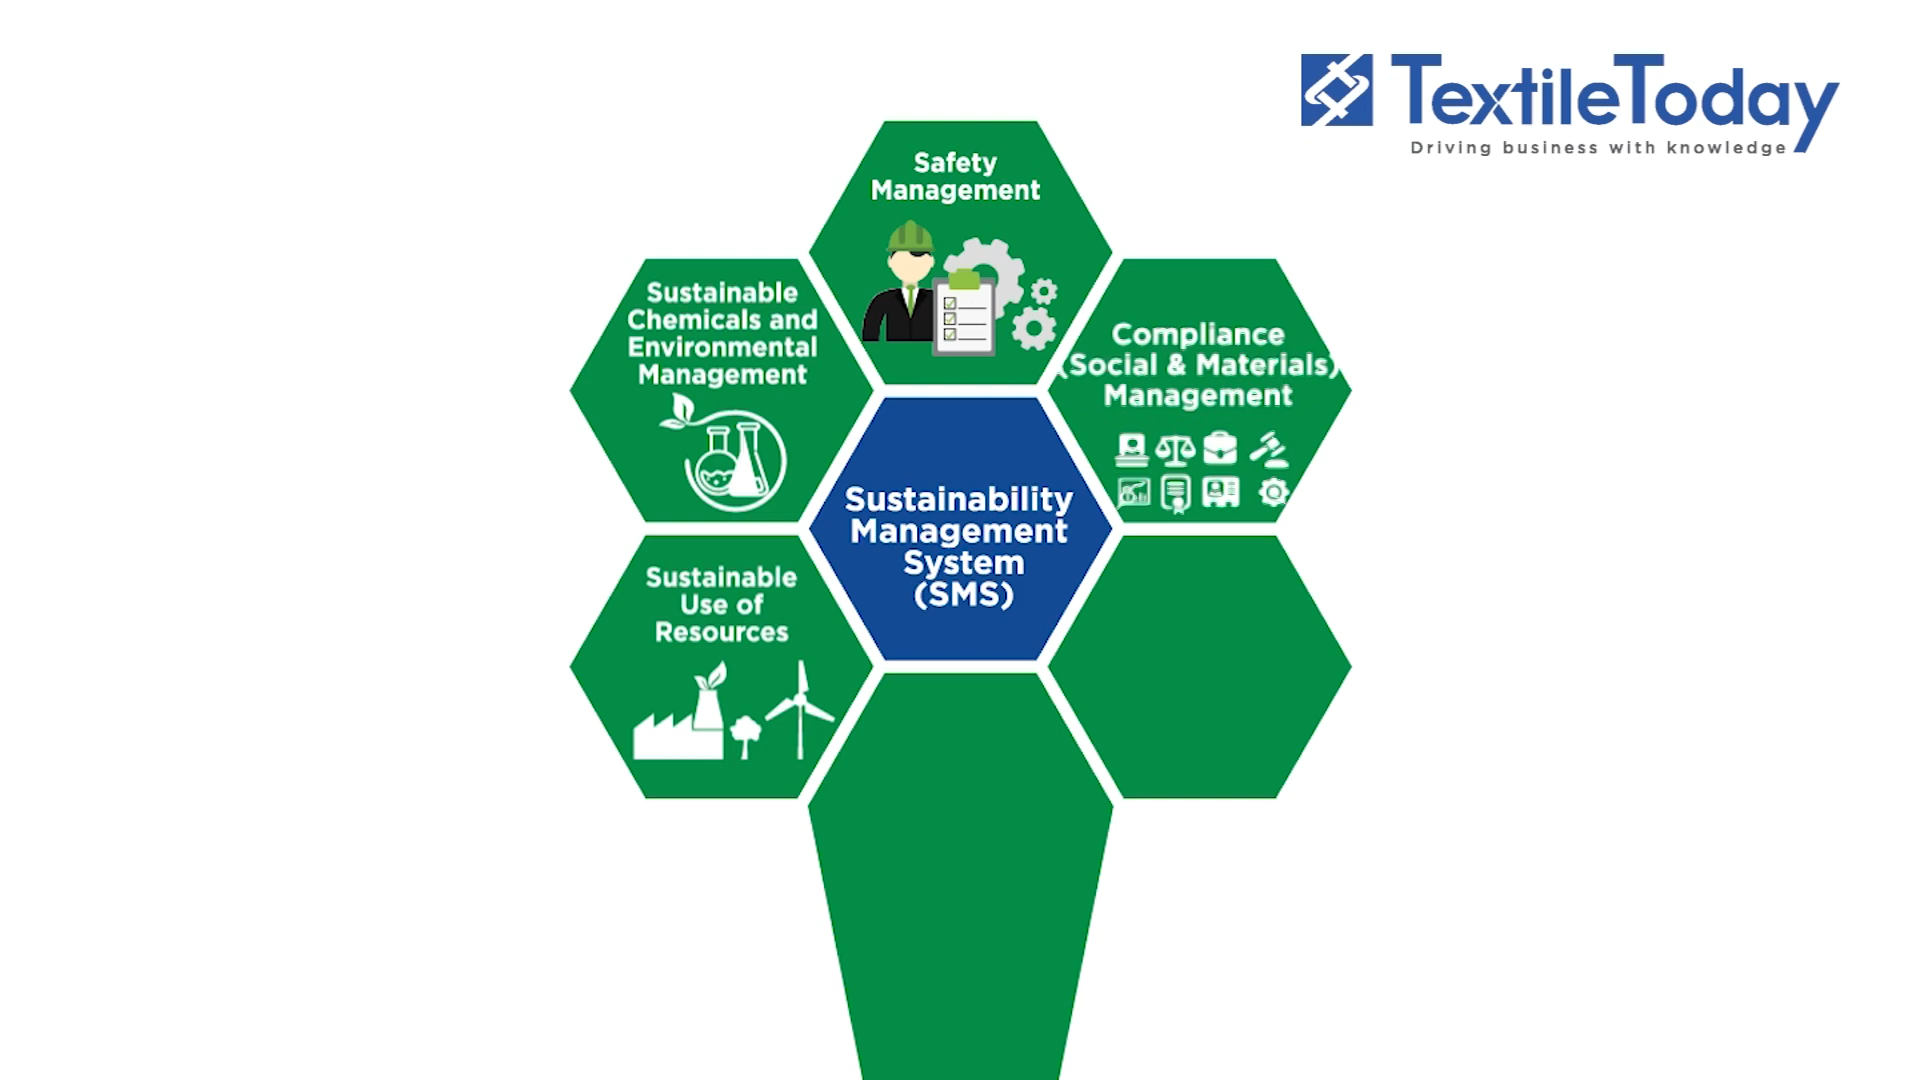 TextileToday
Driving business with knowledge
Safety
Management
Sustainable
Chemicals and
Environmental
Management
Compliance
(Social & Materials)
Management
Sustainability
Management
System
(SMS)
Sustainable
Use of
Resources